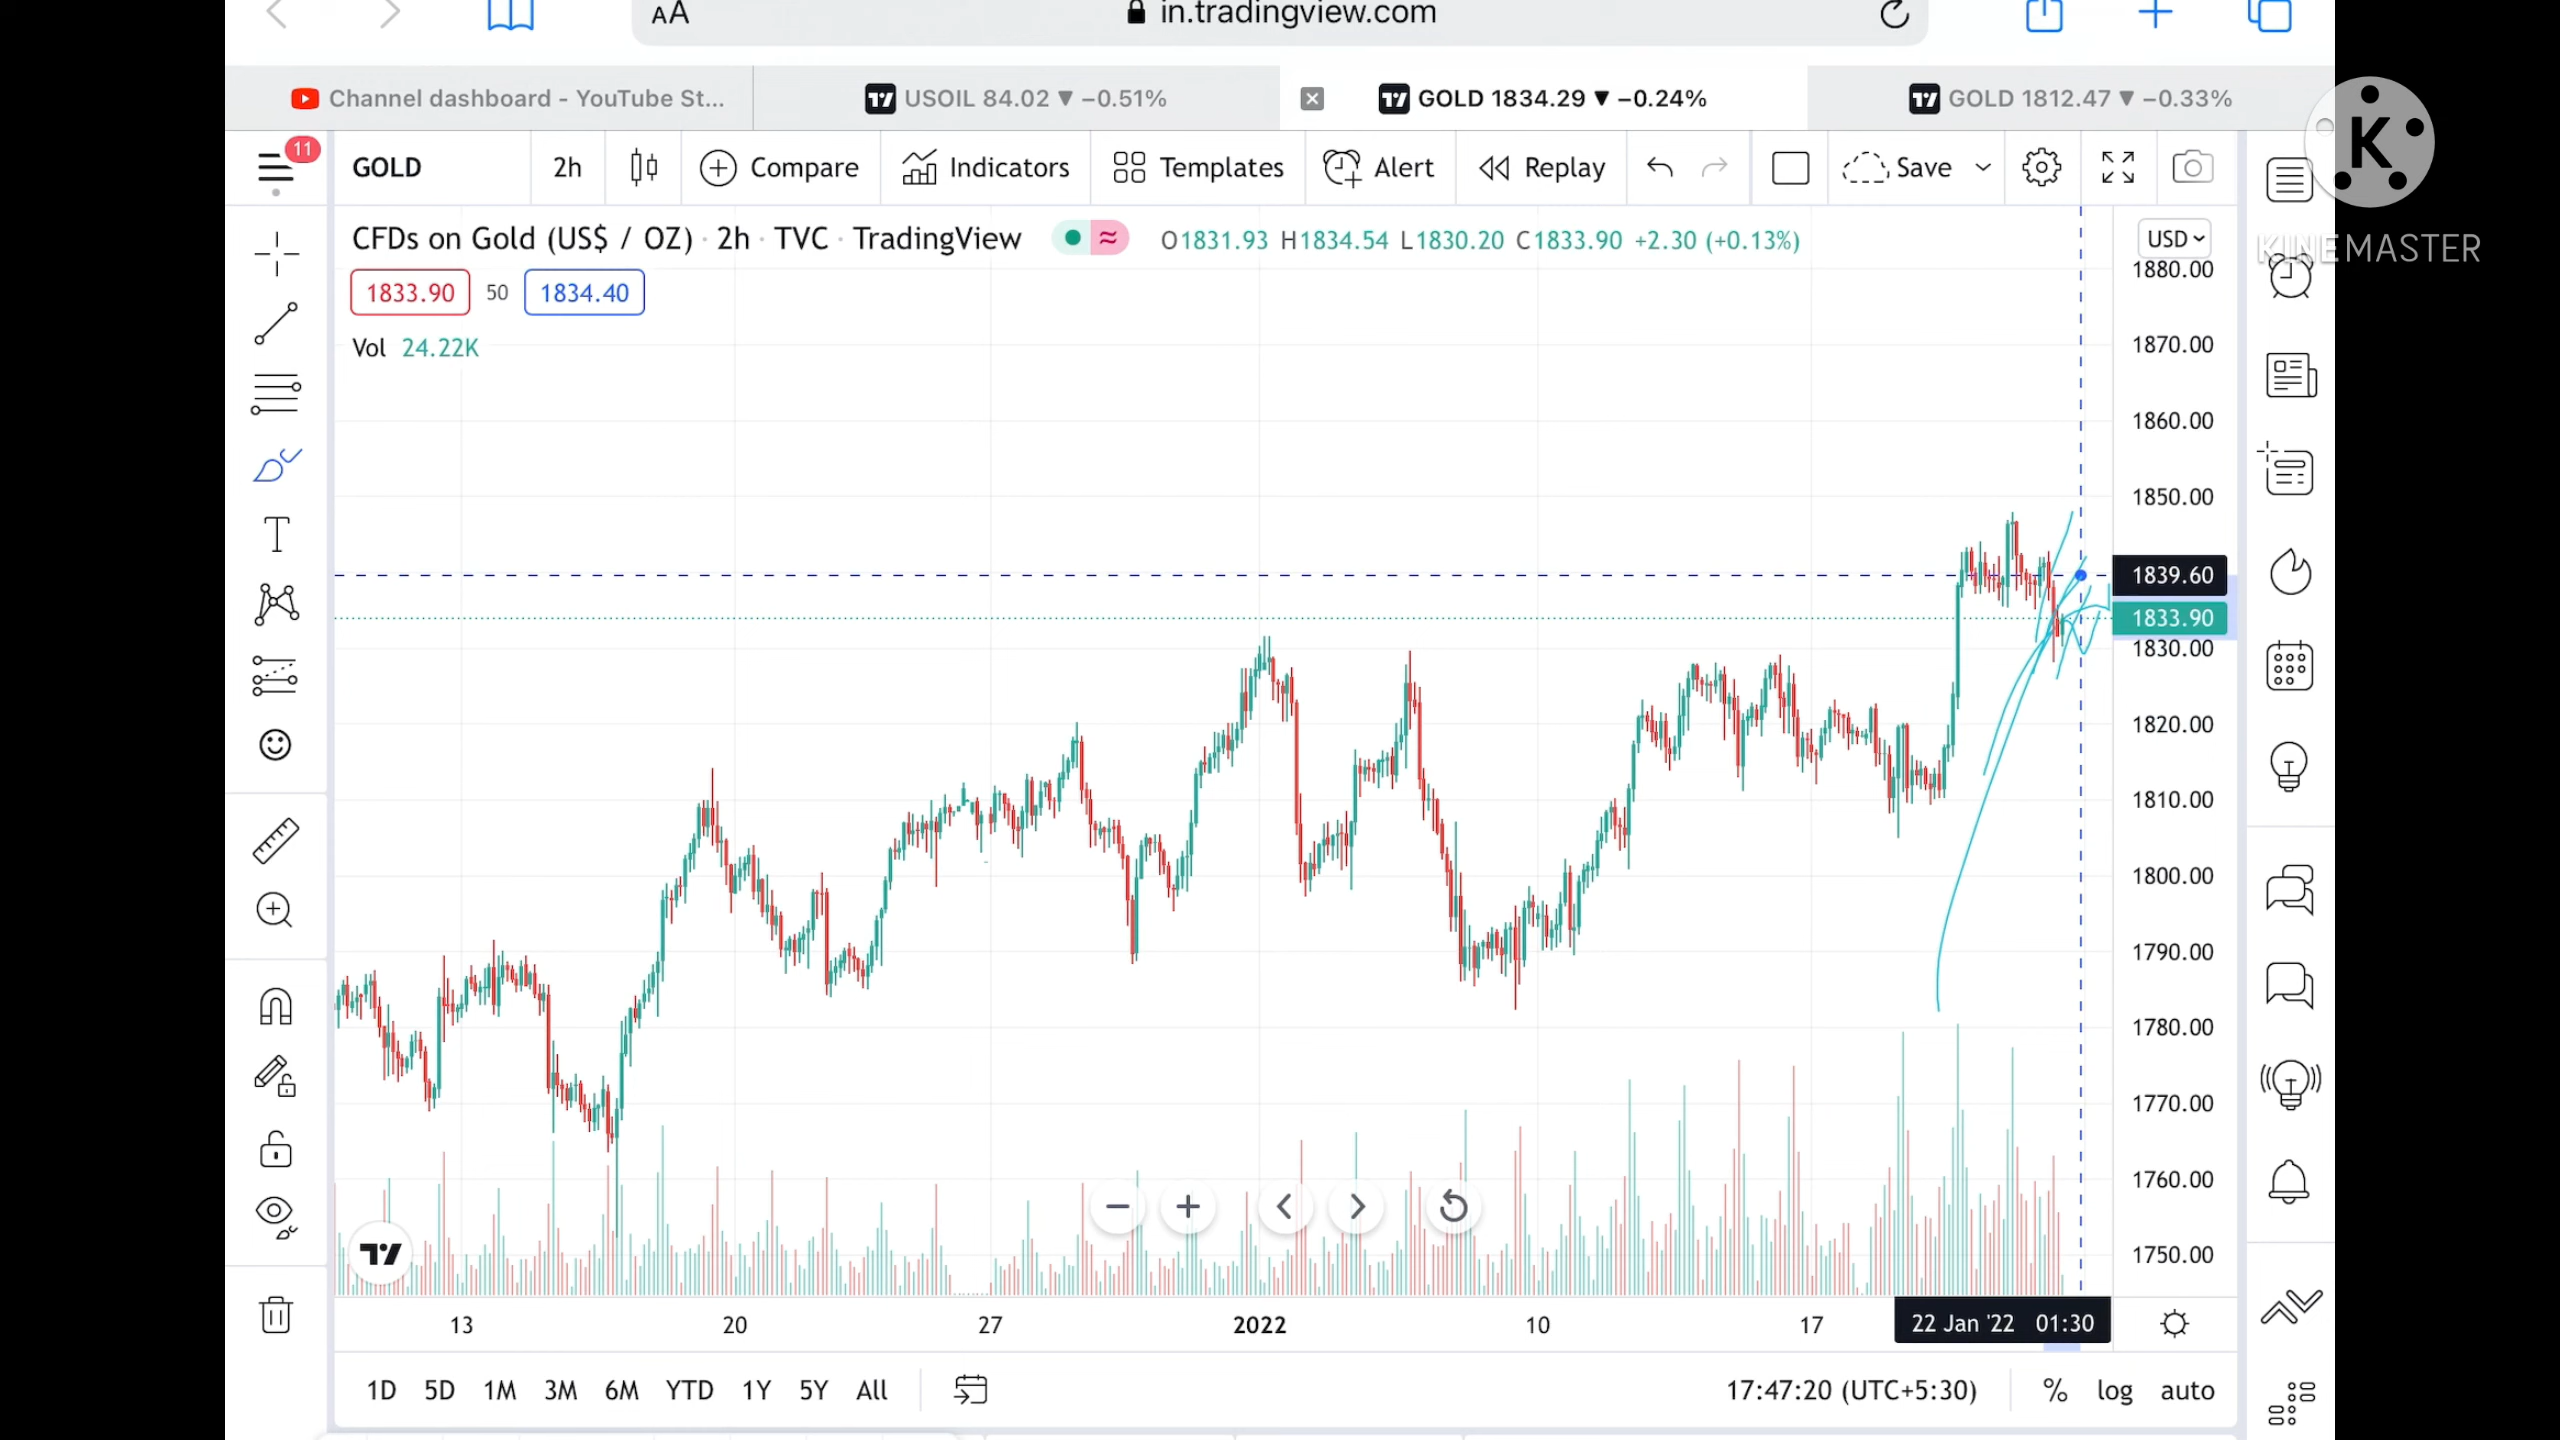 AA in.tradingview.com
Channel dashboard - YouTube St...
USOIL 84.02 ▼ −0.51%
GOLD 1834.29 ▼ −0.24%
GOLD 1812.47 ▼ −0.33%
K
KINEMASTER
11
GOLD 2h Compare Indicators Templates Alert Replay Save
CFDs on Gold (US$ / OZ) · 2h · TVC · TradingView ≈ O1831.93 H1834.54 L1830.20 C1833.90 +2.30 (+0.13%)
USD
1833.90 50 1834.40
Vol 24.22K
1880.00
1870.00
1860.00
1850.00
1839.60
1833.90
1830.00
1820.00
1810.00
1800.00
1790.00
1780.00
1770.00
1760.00
1750.00
13 20 27 2022 10 17 22 Jan '22 01:30
1D 5D 1M 3M 6M YTD 1Y 5Y All 17:47:20 (UTC+5:30) % log auto